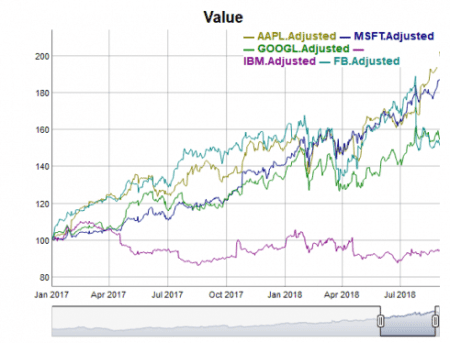 Value
— AAPL.Adjusted — MSFT.Adjusted
— GOOGL.Adjusted —
IBM.Adjusted — FB.Adjusted
200
180
160
140
120
100
80
Jan 2017 Apr 2017 Jul 2017 Oct 2017 Jan 2018 Apr 2018 Jul 2018